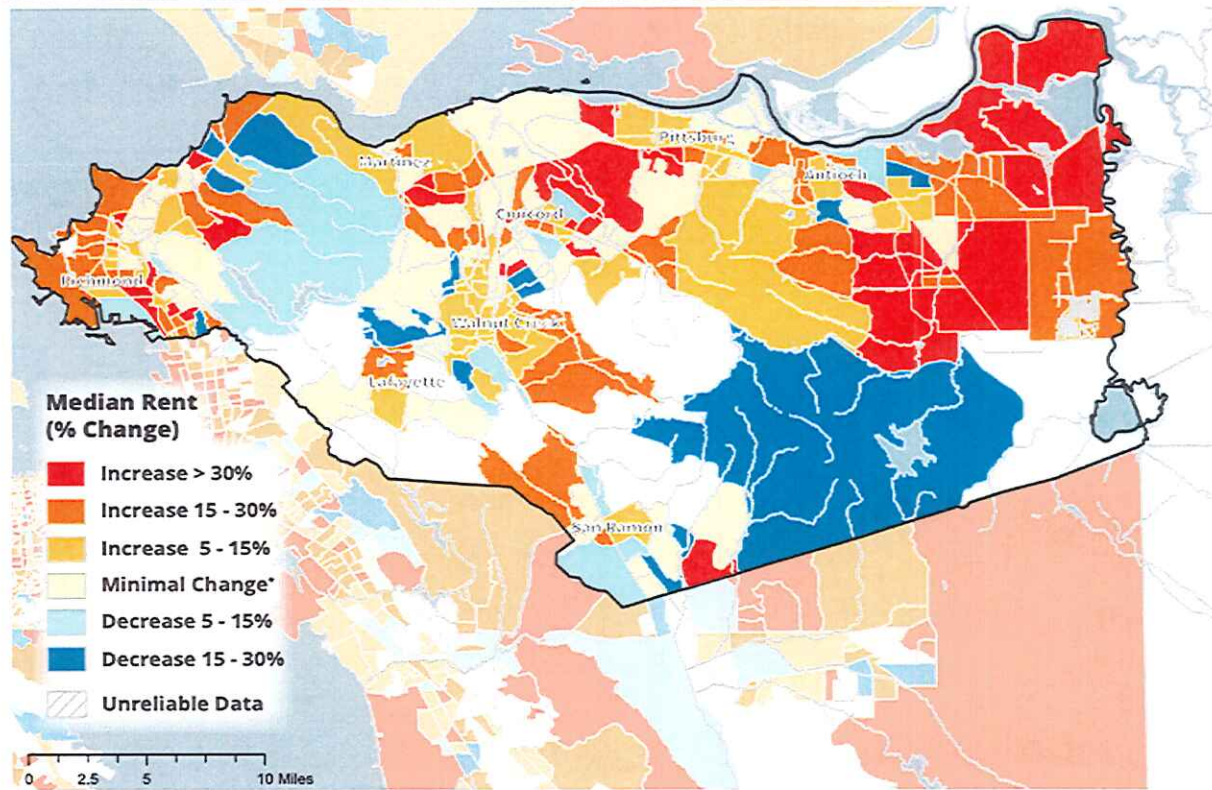 Pittsburg
Martinez
Antioch
Concord
Richmond
Walnut Creek
Lafayette
San Ramon
Median Rent
(% Change)
Increase > 30%
Increase 15 - 30%
Increase 5 - 15%
Minimal Change*
Decrease 5 - 15%
Decrease 15 - 30%
Unreliable Data
0 2.5 5 10 Miles